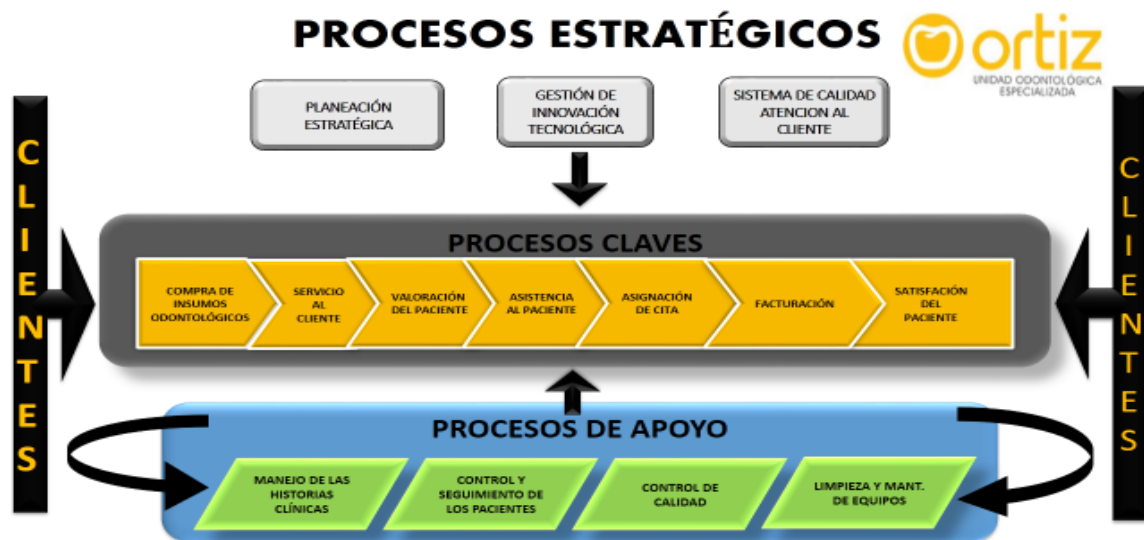 PROCESOS ESTRATÉGICOS
ortiz
UNIDAD ODONTOLÓGICA
ESPECIALIZADA
PLANEACIÓN
ESTRATÉGICA
GESTIÓN DE
INNOVACIÓN
TECNOLÓGICA
SISTEMA DE CALIDAD
ATENCION AL
CLIENTE
CLIENTES
PROCESOS CLAVES
COMPRA DE
INSUMOS
ODONTOLÓGICOS
SERVICIO
AL
CLIENTE
VALORACIÓN
DEL PACIENTE
ASISTENCIA
AL PACIENTE
ASIGNACIÓN
DE CITA
FACTURACIÓN
SATISFACCIÓN
DEL
PACIENTE
CLIENTES
PROCESOS DE APOYO
MANEJO DE LAS
HISTORIAS
CLÍNICAS
CONTROL Y
SEGUIMIENTO DE
LOS PACIENTES
CONTROL DE
CALIDAD
LIMPIEZA Y MANT.
DE EQUIPOS